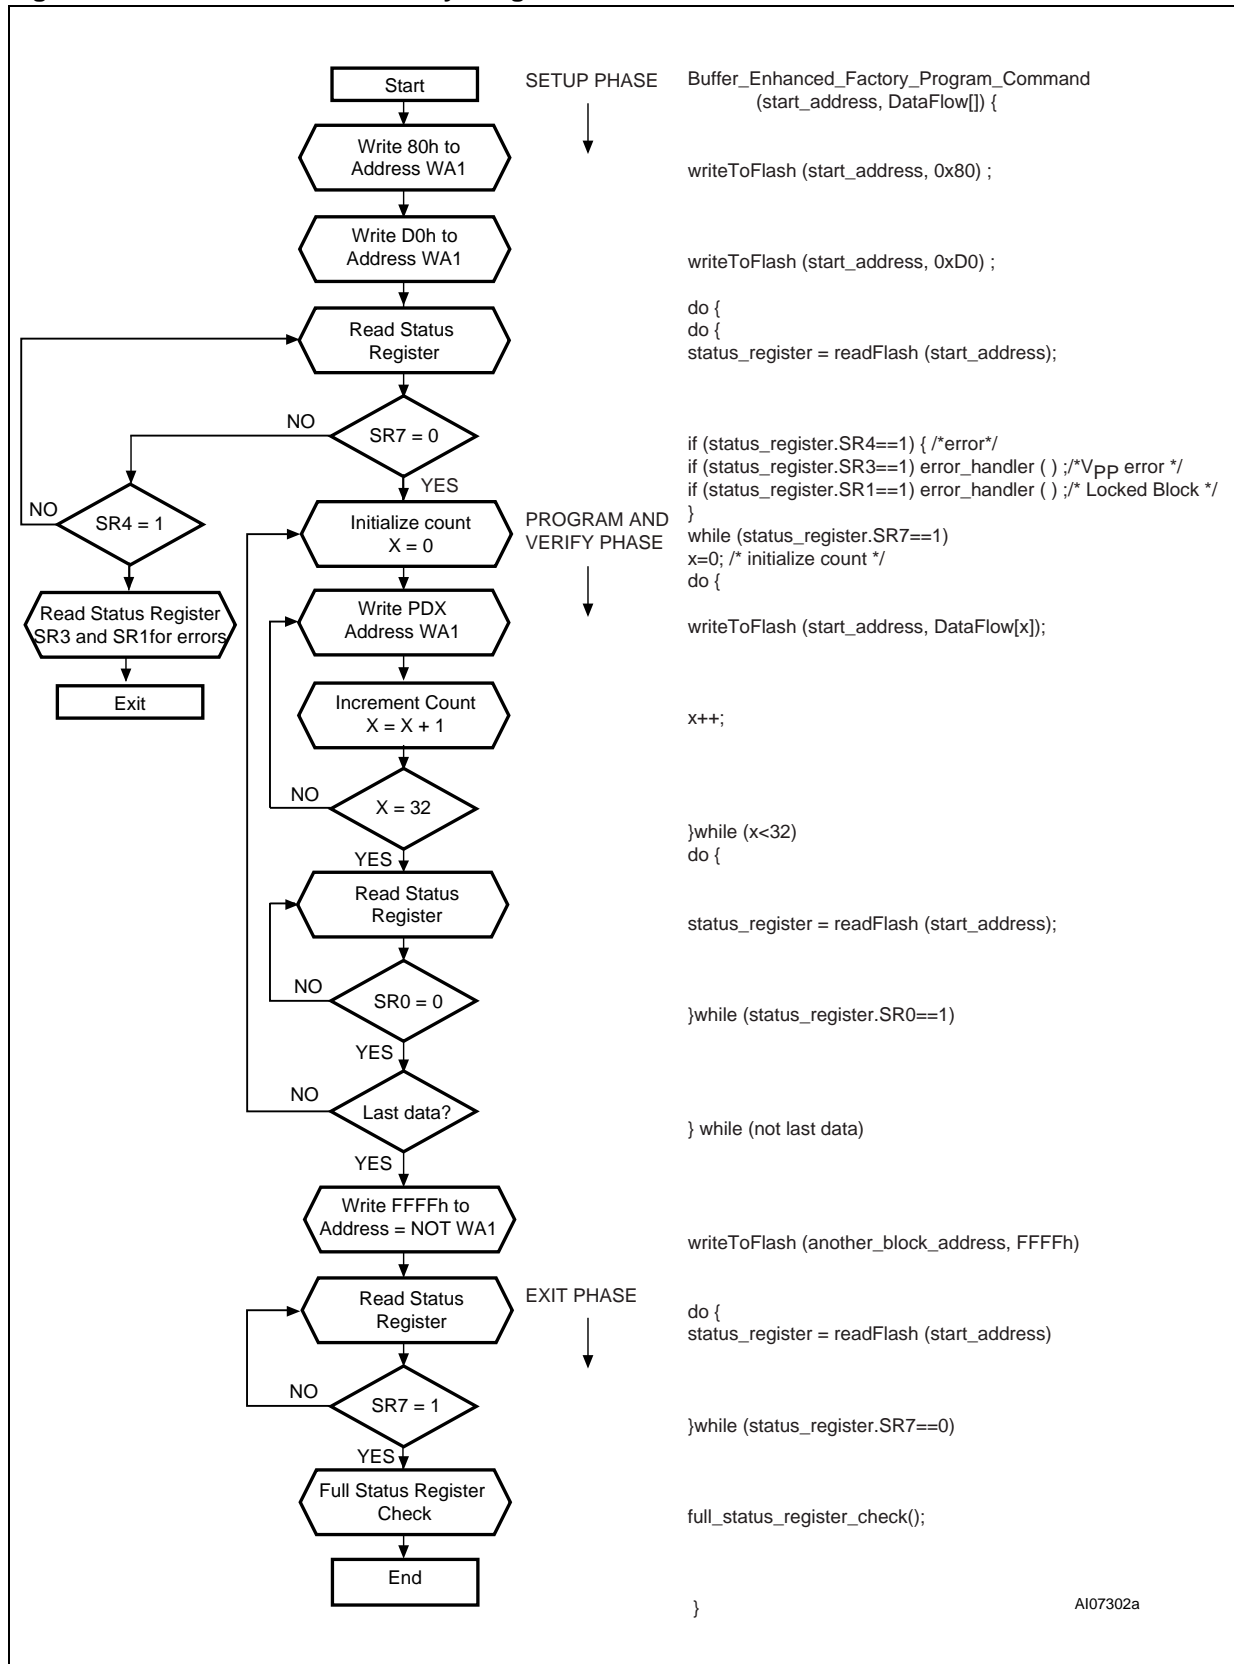 Start
SETUP PHASE
Buffer_Enhanced_Factory_Program_Command
(start_address, DataFlow[]) {
Write 80h to
Address WA1
writeToFlash (start_address, 0x80) ;
Write D0h to
Address WA1
writeToFlash (start_address, 0xD0) ;
do {
do {
Read Status
Register
status_register = readFlash (start_address);
NO
SR7 = 0
YES
if (status_register.SR4==1) { /*error*/
if (status_register.SR3==1) error_handler ( ) ;/*VPP error */
if (status_register.SR1==1) error_handler ( ) ;/* Locked Block */
}
while (status_register.SR7==1)
x=0; /* initialize count */
do {
NO
SR4 = 1
Initialize count
X = 0
PROGRAM AND
VERIFY PHASE
Read Status Register
SR3 and SR1for errors
Exit
Write PDX
Address WA1
writeToFlash (start_address, DataFlow[x]);
Increment Count
X = X + 1
x++;
NO
X = 32
YES
}while (x<32)
do {
Read Status
Register
status_register = readFlash (start_address);
NO
SR0 = 0
YES
}while (status_register.SR0==1)
NO
Last data?
YES
} while (not last data)
Write FFFFh to
Address = NOT WA1
writeToFlash (another_block_address, FFFFh)
Read Status
Register
EXIT PHASE
do {
status_register = readFlash (start_address)
NO
SR7 = 1
YES
}while (status_register.SR7==0)
Full Status Register
Check
full_status_register_check();
End
}
AI07302a